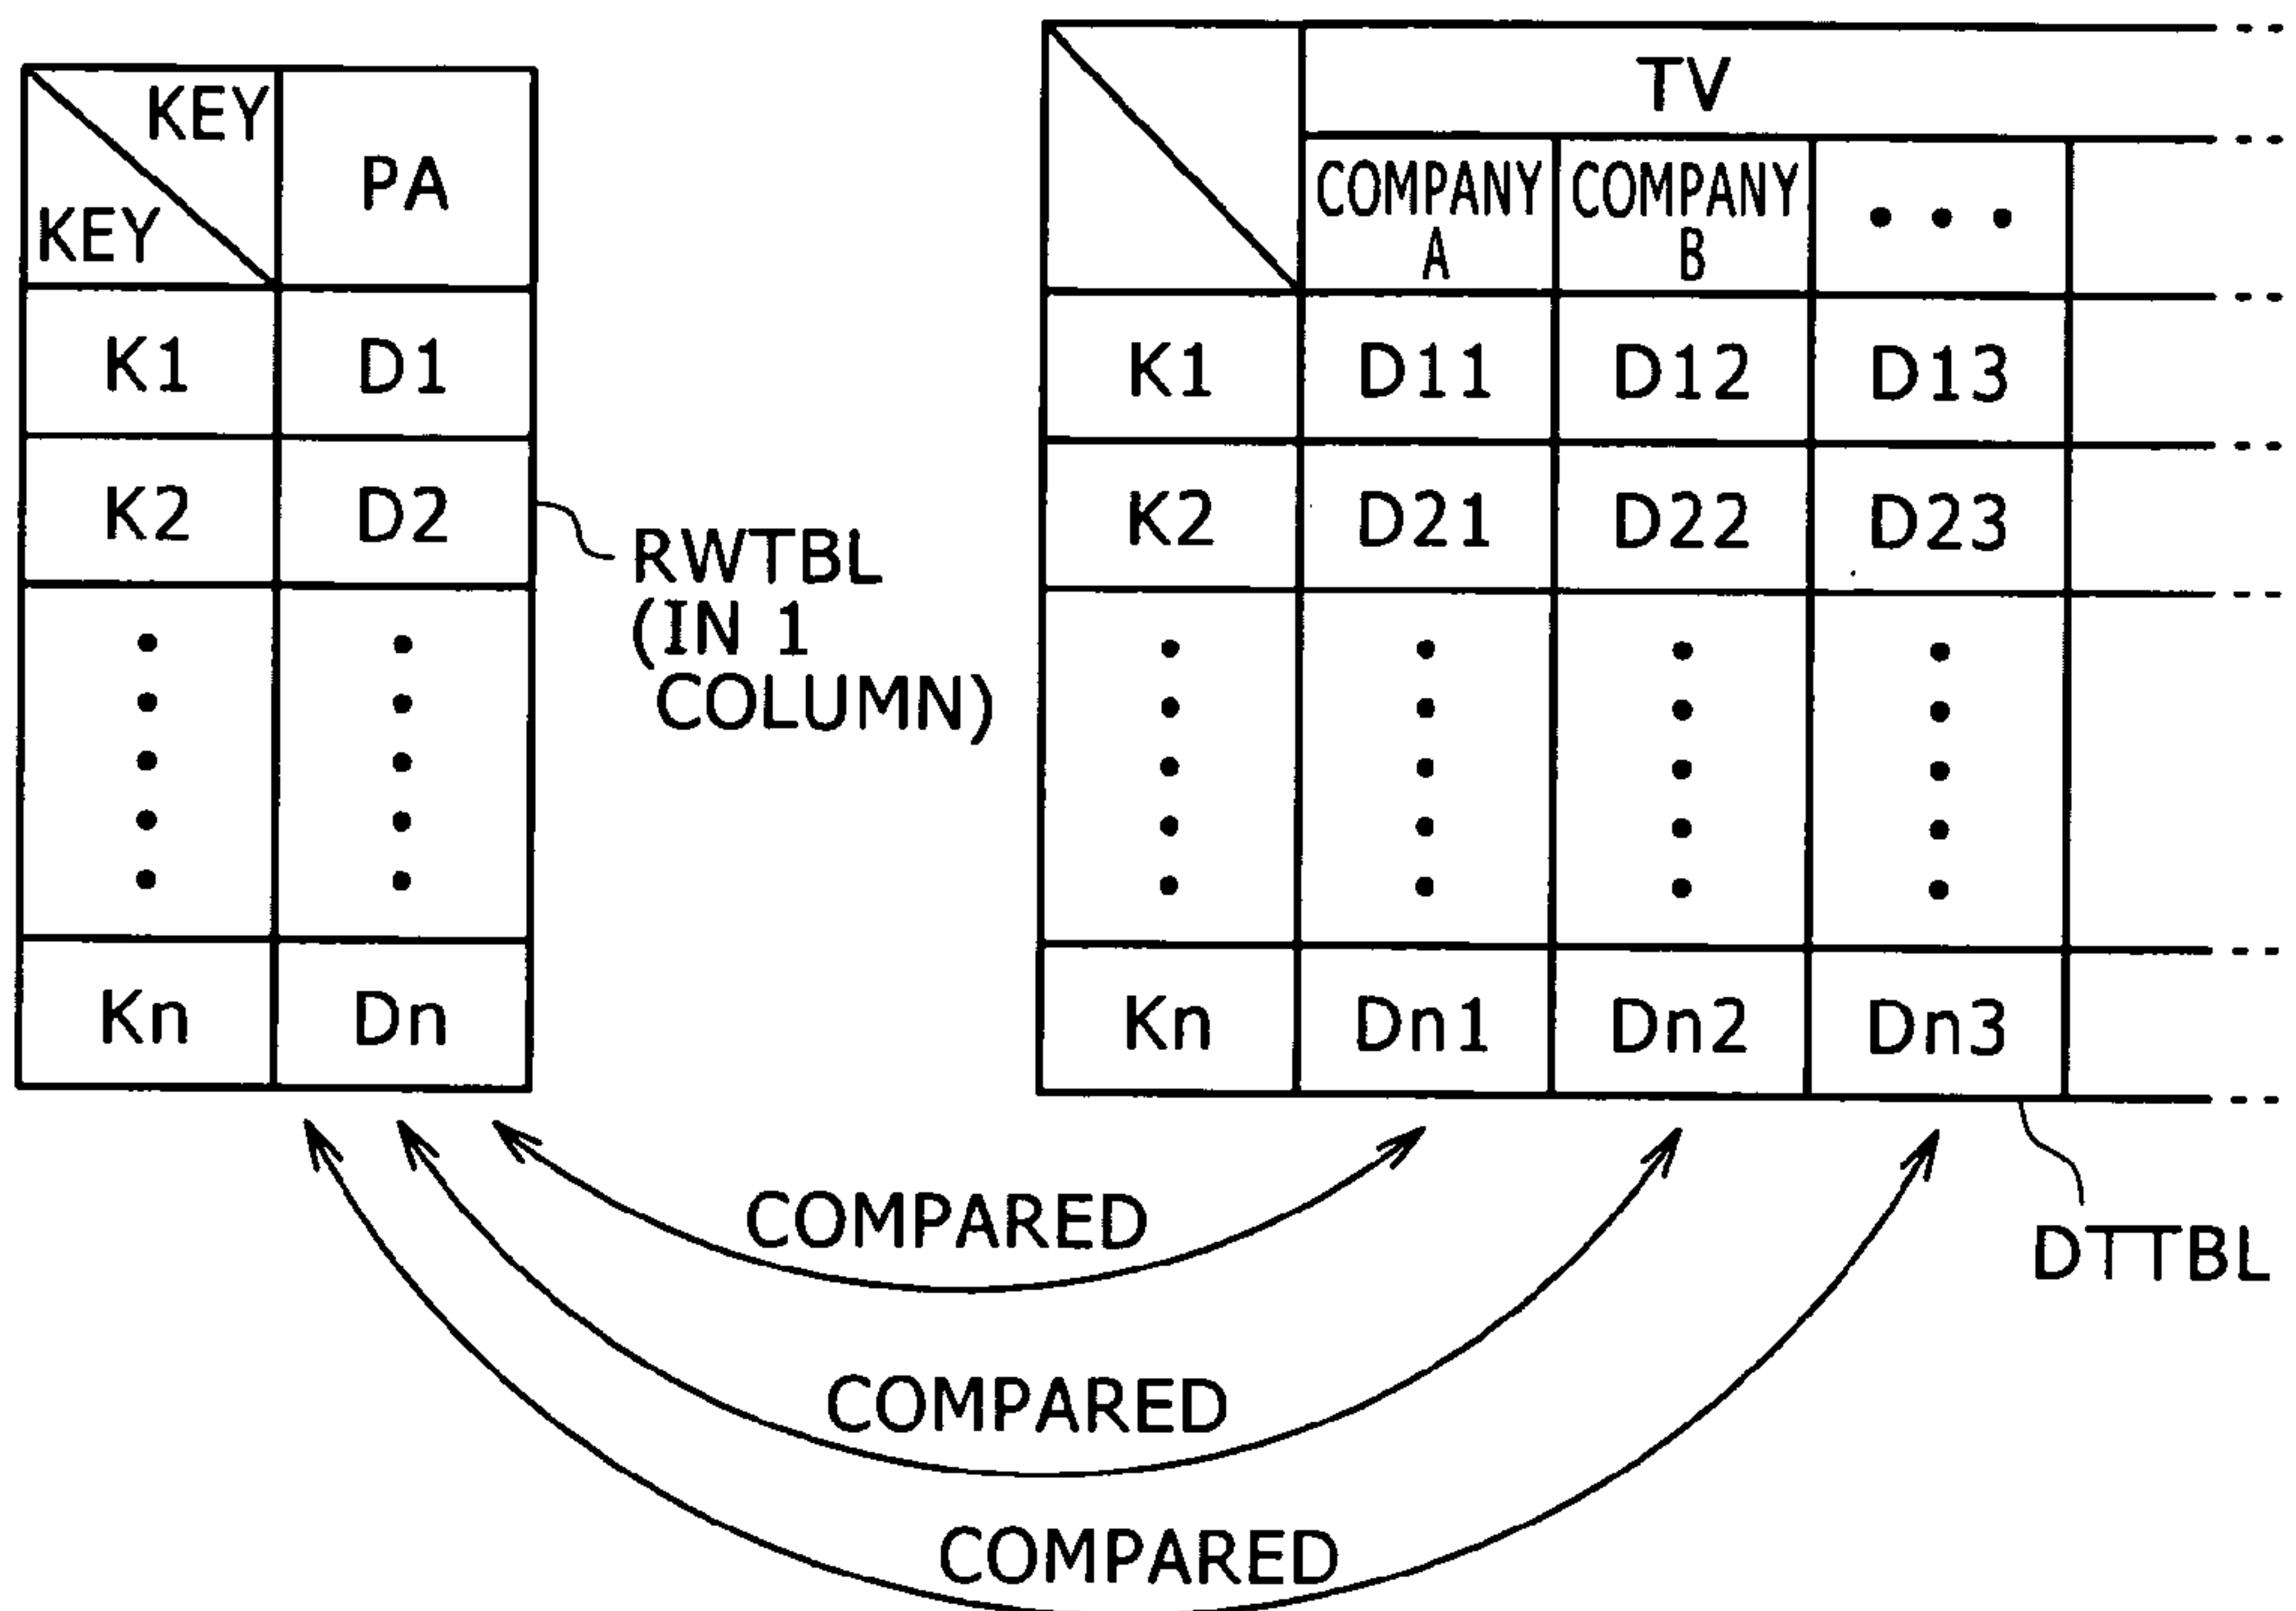 KEY
KEY
PA
K1 D1
K2 D2
Kn Dn
RWTBL
(IN 1
COLUMN)
TV
COMPANY
A
COMPANY
B
• • •
K1 D11 D12 D13
K2 D21 D22 D23
Kn Dn1 Dn2 Dn3
DTTBL
COMPARED
COMPARED
COMPARED